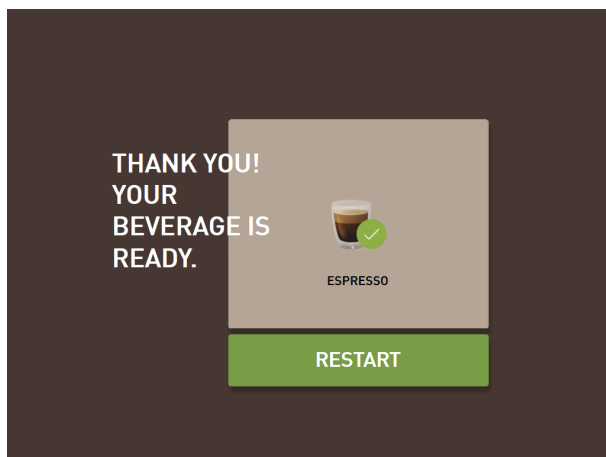 THANK YOU!
YOUR
BEVERAGE IS
READY.
ESPRESSO
RESTART